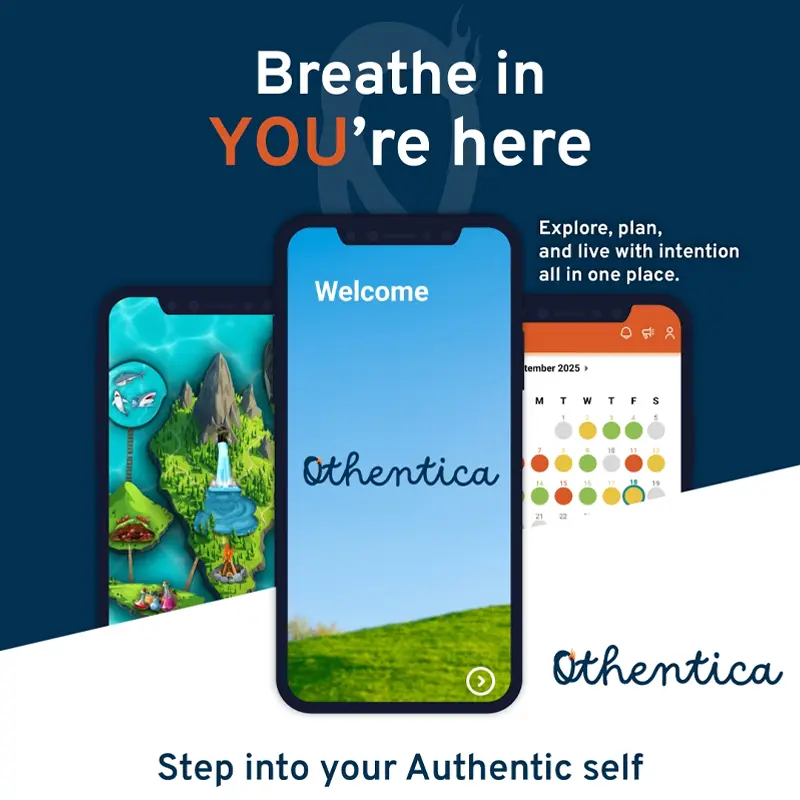 Breathe in
YOU're here
Explore, plan,
and live with intention
all in one place.
Welcome
Othentica
tember 2025 ›
M T W T F S
1 2 3 4 5
7 8 9 10 11 12
14 15 16 17 18 19
21 22
Othentica
Step into your Authentic self